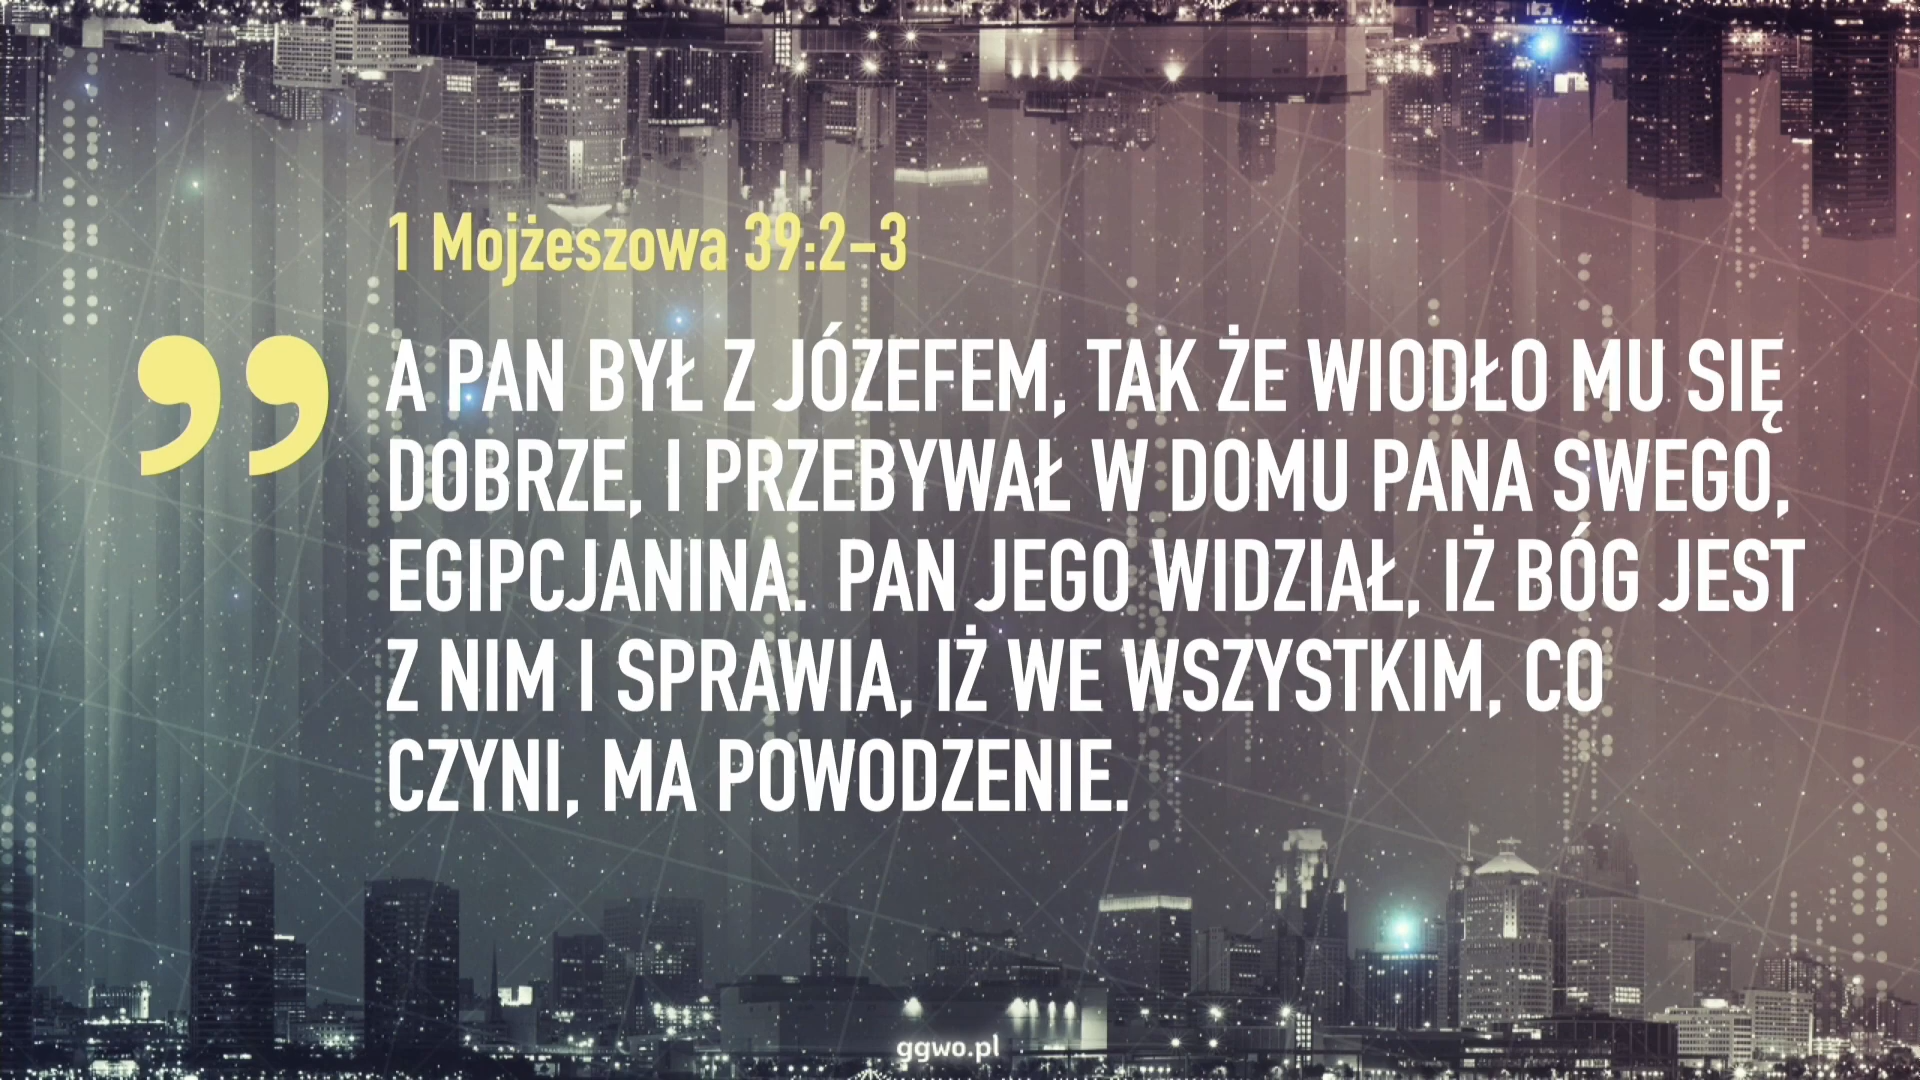 1 Mojżeszowa 39:2-3
A PAN BYŁ Z JÓZEFEM, TAK ŻE WIODŁO MU SIĘ
DOBRZE, I PRZEBYWAŁ W DOMU PANA SWEGO,
EGIPCJANINA. PAN JEGO WIDZIAŁ, IŻ BÓG JEST
Z NIM I SPRAWIA, IŻ WE WSZYSTKIM, CO
CZYNI, MA POWODZENIE.
ggwo.pl